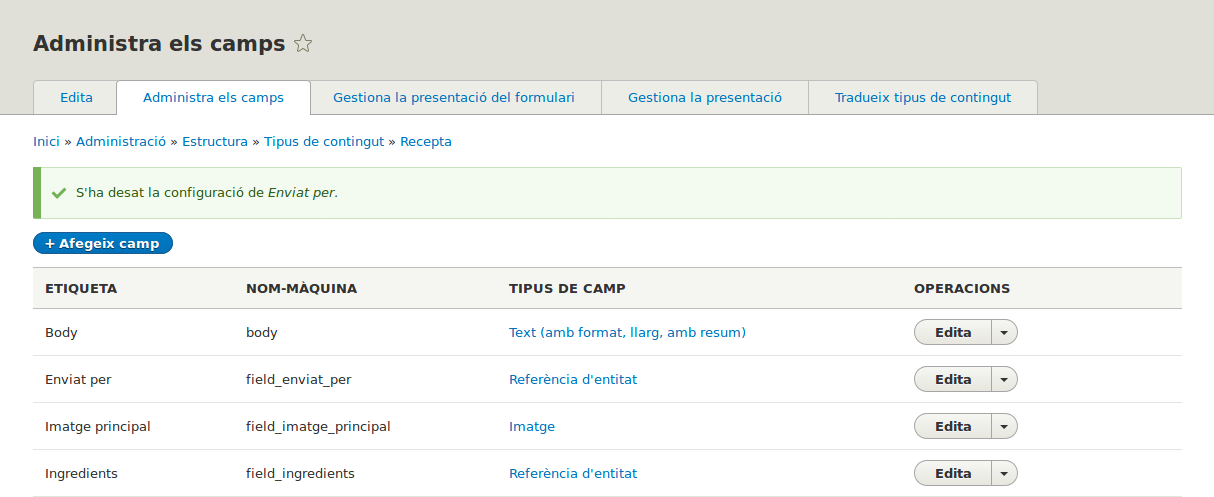 Administra els camps
Edita Administra els camps Gestiona la presentació del formulari Gestiona la presentació Tradueix tipus de contingut
Inici » Administració » Estructura » Tipus de contingut » Recepta
S'ha desat la configuració de Enviat per.
+ Afegeix camp
ETIQUETA NOM-MÀQUINA TIPUS DE CAMP OPERACIONS
Body body Text (amb format, llarg, amb resum) Edita
Enviat per field_enviat_per Referència d'entitat Edita
Imatge principal field_imatge_principal Imatge Edita
Ingredients field_ingredients Referència d'entitat Edita